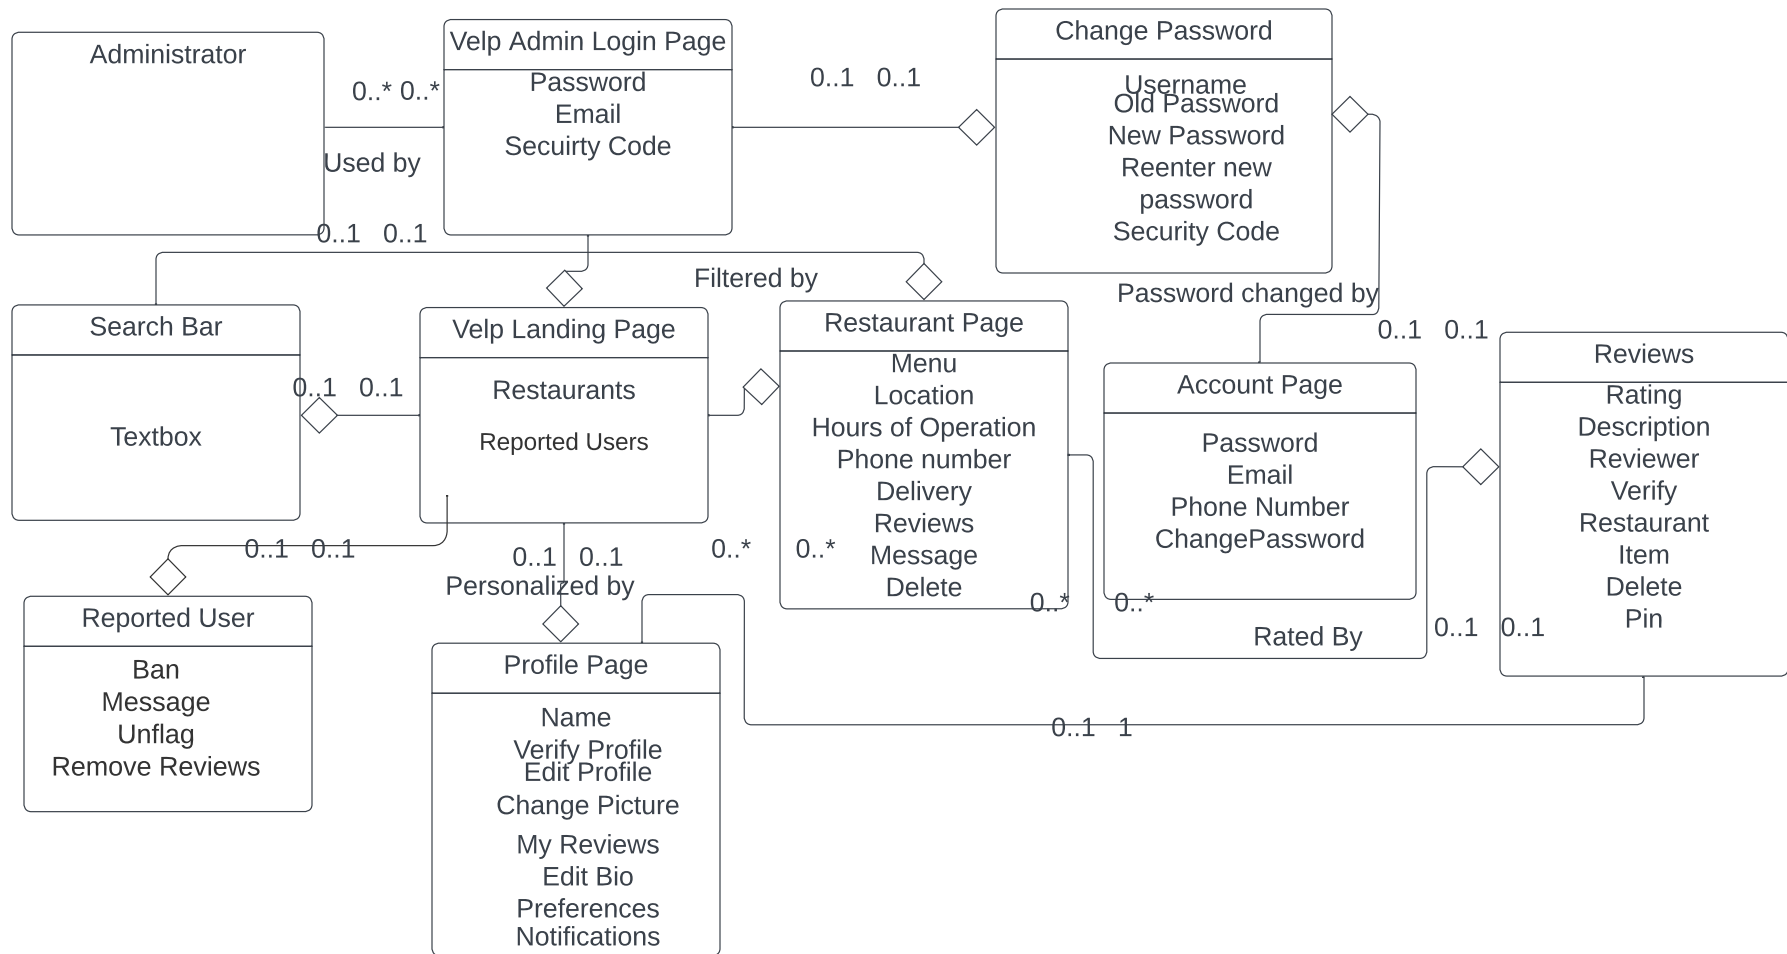 Administrator
0..* 0..*
Used by
Velp Admin Login Page
Password
Email
Secuirty Code
0..1 0..1
Change Password
Username
Old Password
New Password
Reenter new
password
Security Code
0..1 0..1
Filtered by
Password changed by
0..1 0..1
Search Bar
Textbox
0..1 0..1
Velp Landing Page
Restaurants
Reported Users
Restaurant Page
Menu
Location
Hours of Operation
Phone number
Delivery
Reviews
Message
Delete
Account Page
Password
Email
Phone Number
ChangePassword
Reviews
Rating
Description
Reviewer
Verify
Restaurant
Item
Delete
Pin
0..1 0..1
0..1 0..1
Personalized by
0..* 0..*
0..* 0..*
Rated By
0..1 0..1
Reported User
Ban
Message
Unflag
Remove Reviews
Profile Page
Name
Verify Profile
Edit Profile
Change Picture
My Reviews
Edit Bio
Preferences
Notifications
0..1 1